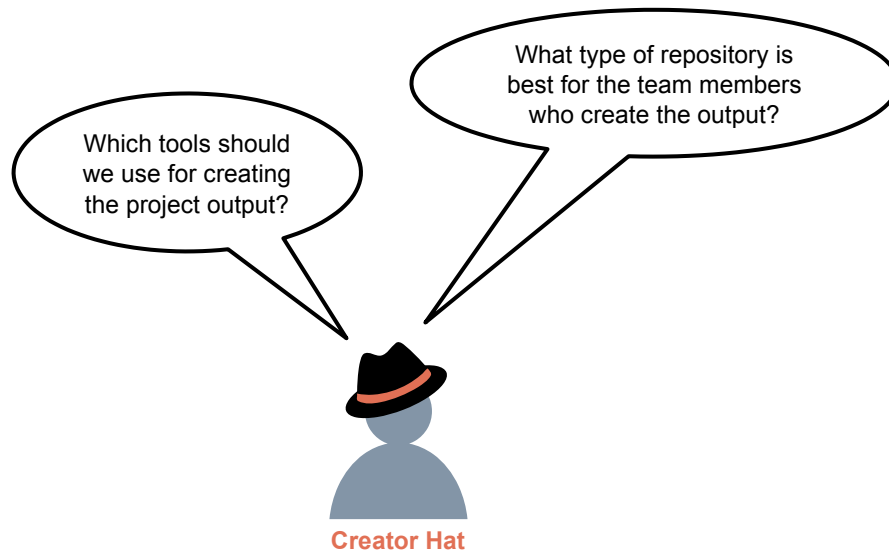 What type of repository is
best for the team members
who create the output?
Which tools should
we use for creating
the project output?
Creator Hat